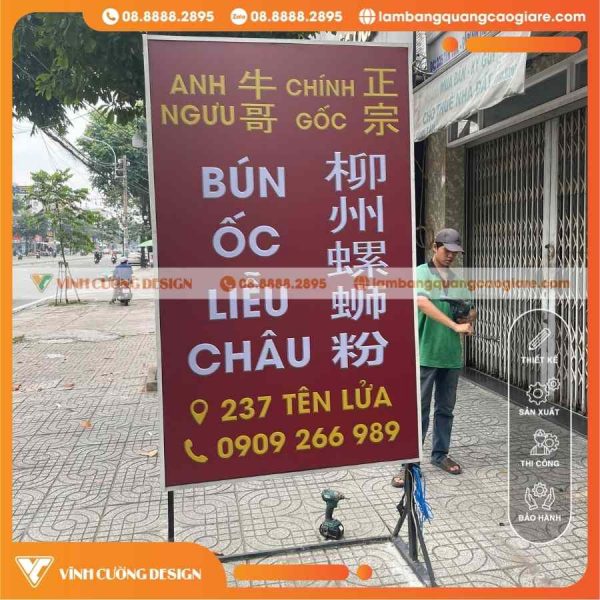 08.8888.2895 Zalo 08.8888.2895 lambangquangcaogiare.com
ANH 牛 CHÍNH 正
NGƯU 哥 GỐC 宗
BÚN
ỐC
LIỄU
CHÂU
柳州螺蛳粉
237 TÊN LỬA
0909 266 989
VĨNH CƯỜNG DESIGN 08.8888.2895 lambangquangcaogiare.com
THIẾT KẾ
SẢN XUẤT
THI CÔNG
BẢO HÀNH
VĨNH CƯỜNG DESIGN